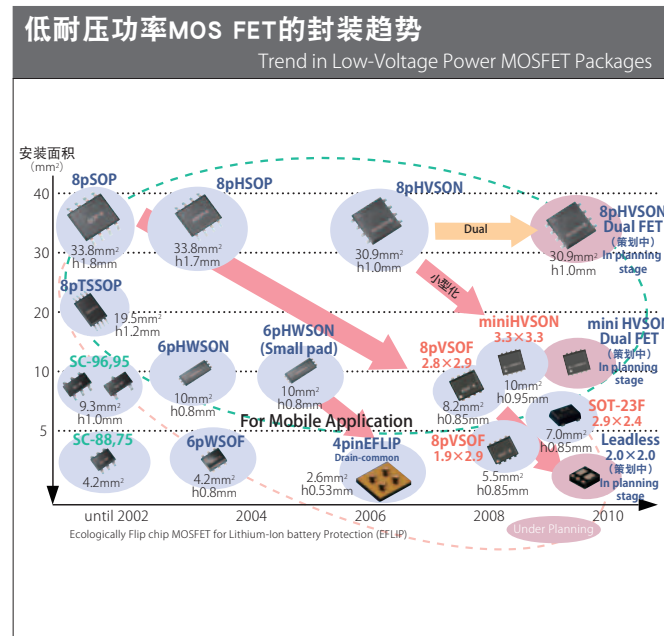 低耐压功率MOS FET的封装趋势
Trend in Low-Voltage Power MOSFET Packages
安装面积
(mm²)
40
30
20
10
5
8pSOP
33.8mm²
h1.8mm
8pHSOP
33.8mm²
h1.7mm
8pHVSON
30.9mm²
h1.0mm
Dual
8pHVSON
Dual FET
(策划中)
In planning
stage
30.9mm²
h1.0mm
小型化
8pTSSOP
19.5mm²
h1.2mm
SC-96,95
9.3mm²
h1.0mm
6pHWSON
10mm²
h0.8mm
6pHWSON
(Small pad)
10mm²
h0.8mm
8pVSOF
2.8×2.9
8.2mm²
h0.85mm
miniHVSON
3.3×3.3
10mm²
h0.95mm
mini HVSON
Dual FET
(策划中)
In planning
stage
For Mobile Application
SC-88,75
4.2mm²
6pWSOF
4.2mm²
h0.8mm
4pinEFLIP
Drain-common
2.6mm²
h0.53mm
8pVSOF
1.9×2.9
5.5mm²
h0.85mm
SOT-23F
2.9×2.4
7.0mm²
h0.85mm
Leadless
2.0×2.0
(策划中)
In planning
stage
until 2002
2004
2006
2008
2010
Under Planning
Ecologically Flip chip MOSFET for Lithium-Ion battery Protection (EFLIP)